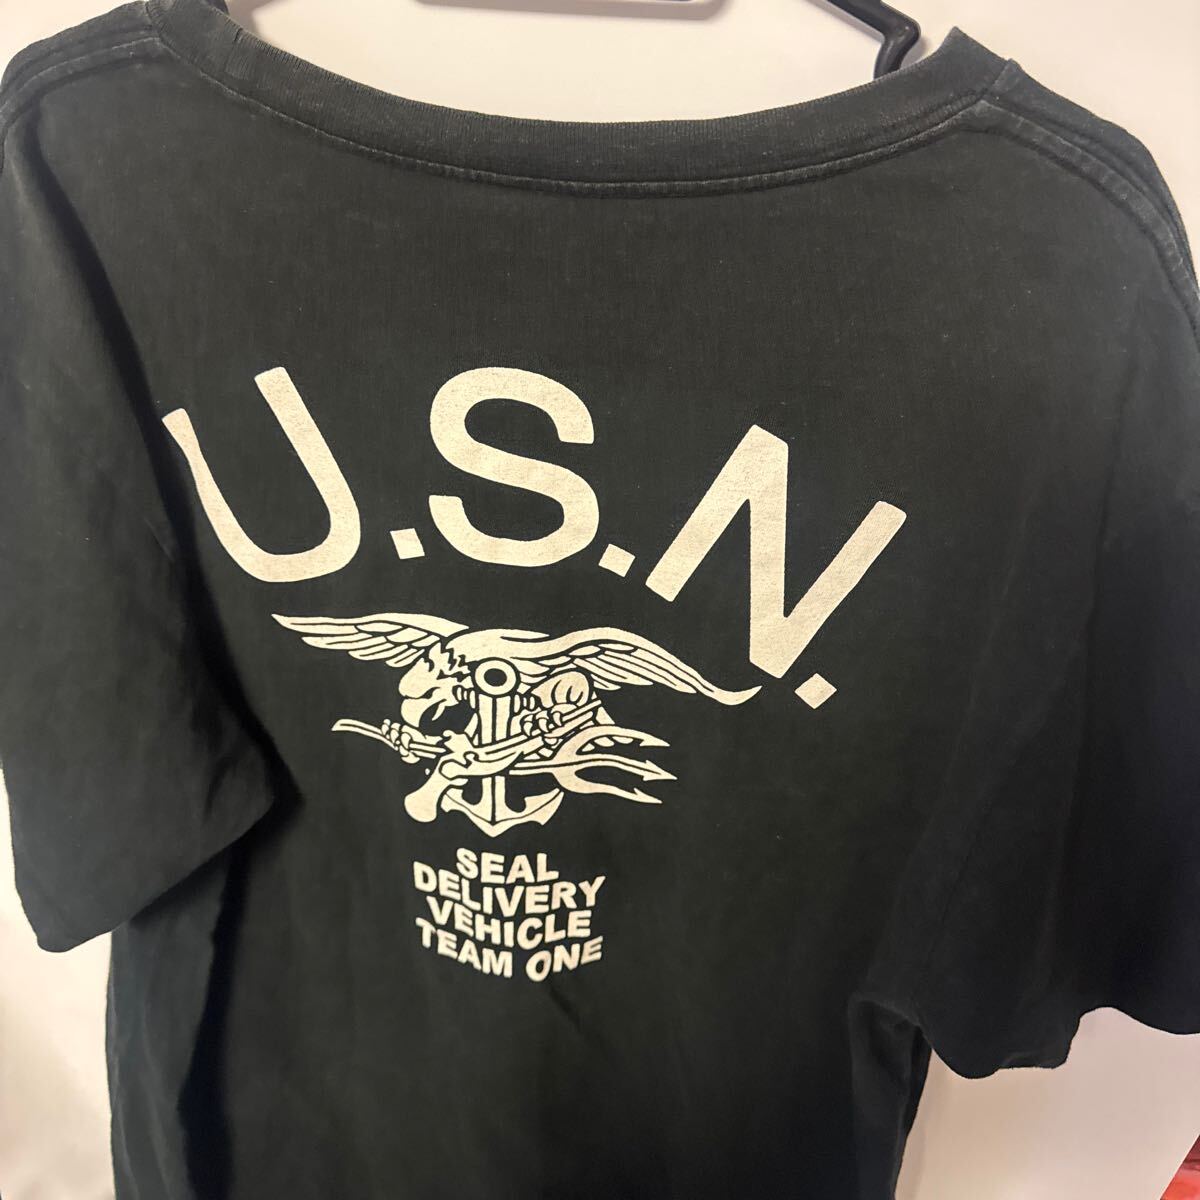 U.S.N.
SEAL
DELIVERY
VEHICLE
TEAM ONE